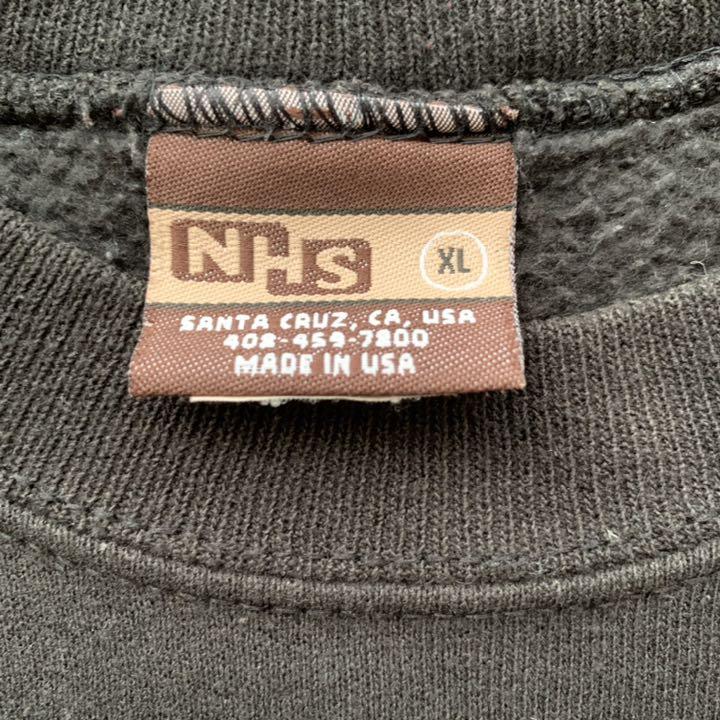 NHS
XL
SANTA CRUZ, CA, USA
408-459-7800
MADE IN USA